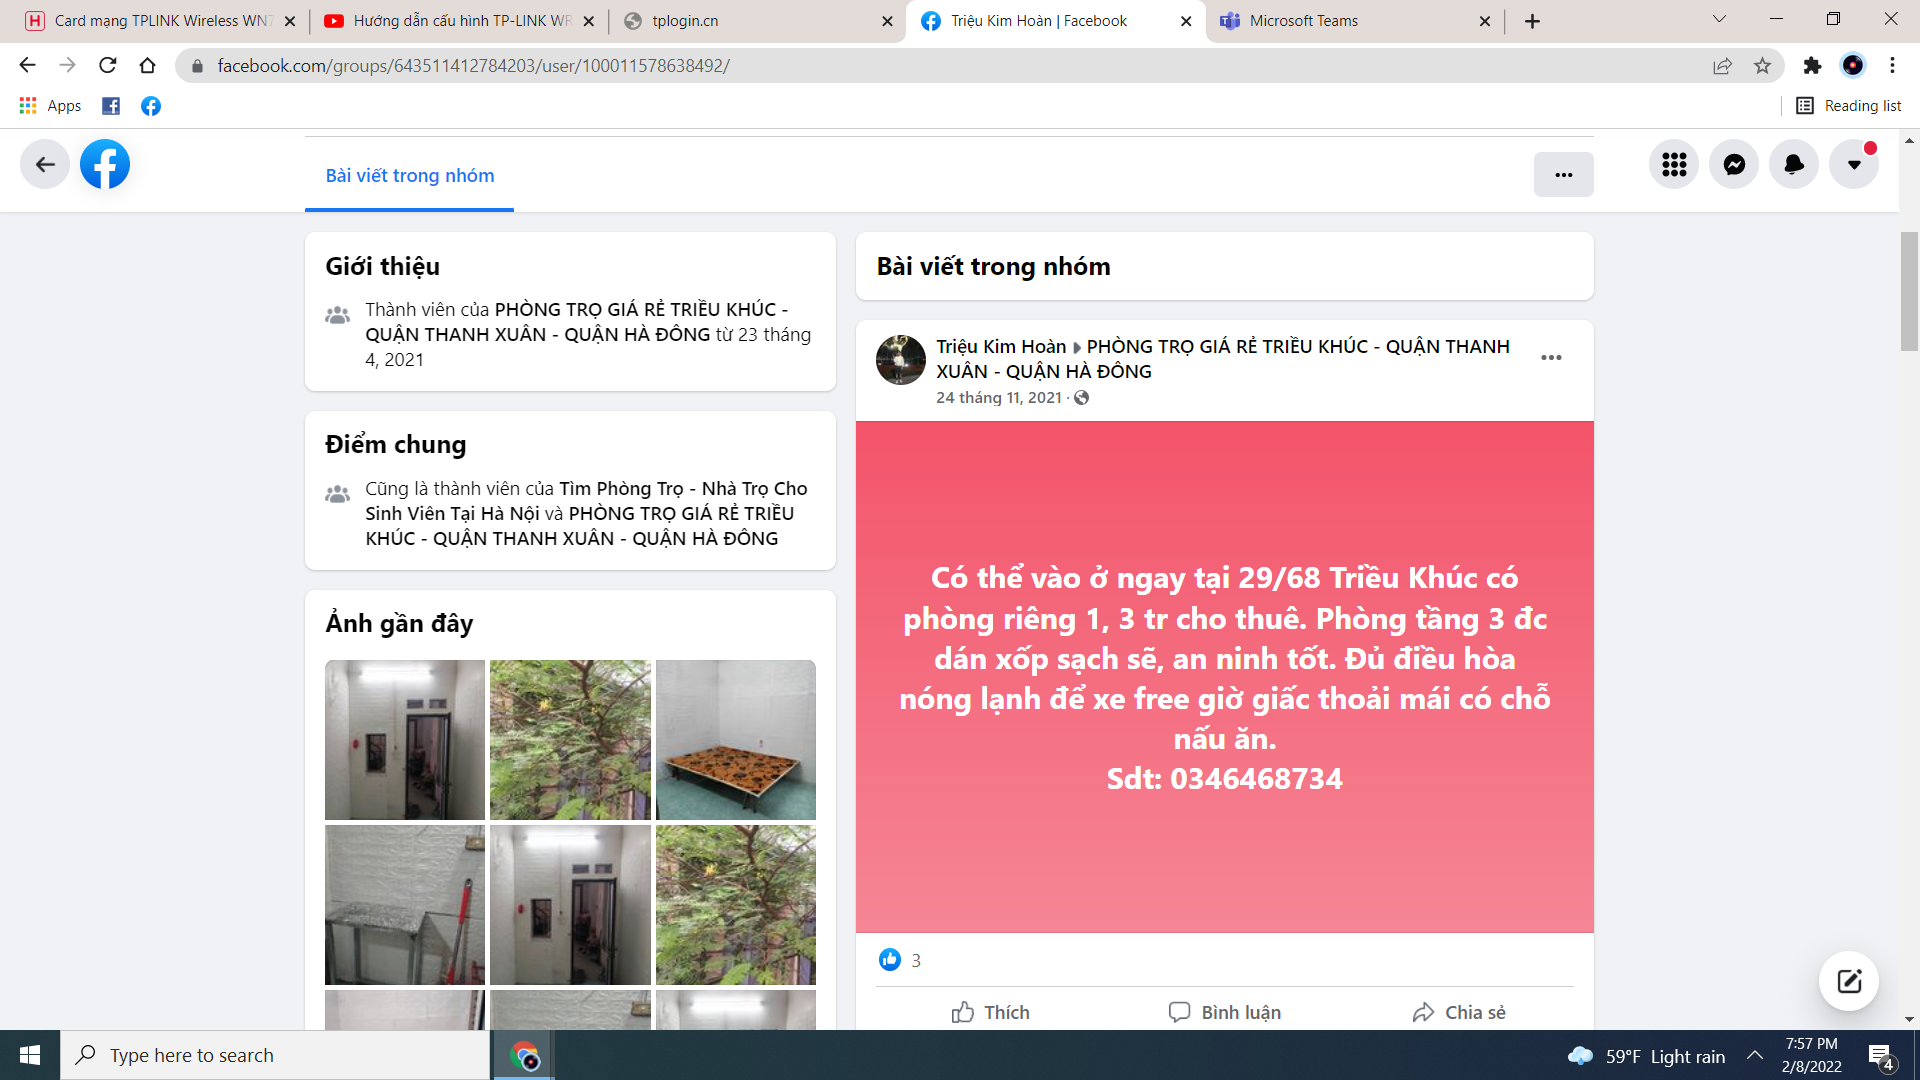 Card mạng TPLINK Wireless WN7
Hướng dẫn cấu hình TP-LINK WR
tplogin.cn
Triệu Kim Hoàn | Facebook
Microsoft Teams
facebook.com/groups/643511412784203/user/100011578638492/
Apps
Reading list
Bài viết trong nhóm
Giới thiệu
Thành viên của PHÒNG TRỌ GIÁ RẺ TRIỀU KHÚC -
QUẬN THANH XUÂN - QUẬN HÀ ĐÔNG từ 23 tháng
4, 2021
Điểm chung
Cũng là thành viên của Tìm Phòng Trọ - Nhà Trọ Cho
Sinh Viên Tại Hà Nội và PHÒNG TRỌ GIÁ RẺ TRIỀU
KHÚC - QUẬN THANH XUÂN - QUẬN HÀ ĐÔNG
Ảnh gần đây
Bài viết trong nhóm
Triệu Kim Hoàn PHÒNG TRỌ GIÁ RẺ TRIỀU KHÚC - QUẬN THANH
XUÂN - QUẬN HÀ ĐÔNG
24 tháng 11, 2021 ·
Có thể vào ở ngay tại 29/68 Triều Khúc có
phòng riêng 1, 3 tr cho thuê. Phòng tầng 3 đc
dán xốp sạch sẽ, an ninh tốt. Đủ điều hòa
nóng lạnh để xe free giờ giấc thoải mái có chỗ
nấu ăn.
Sdt: 0346468734
3
Thích
Bình luận
Chia sẻ
Type here to search
59°F Light rain
7:57 PM
2/8/2022
4